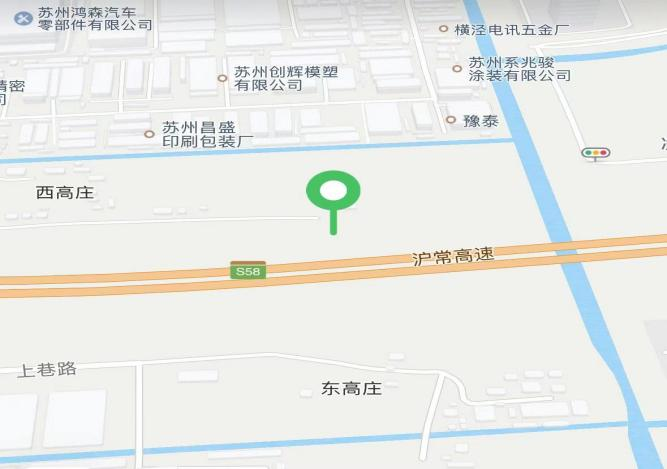 苏州鸿森汽车
零部件有限公司
横泾电讯五金厂
苏州系兆骏
涂装有限公司
苏州创辉模塑
有限公司
精密
司
豫泰
苏州昌盛
印刷包装厂
西高庄
沪常高速
S58
上巷路
东高庄